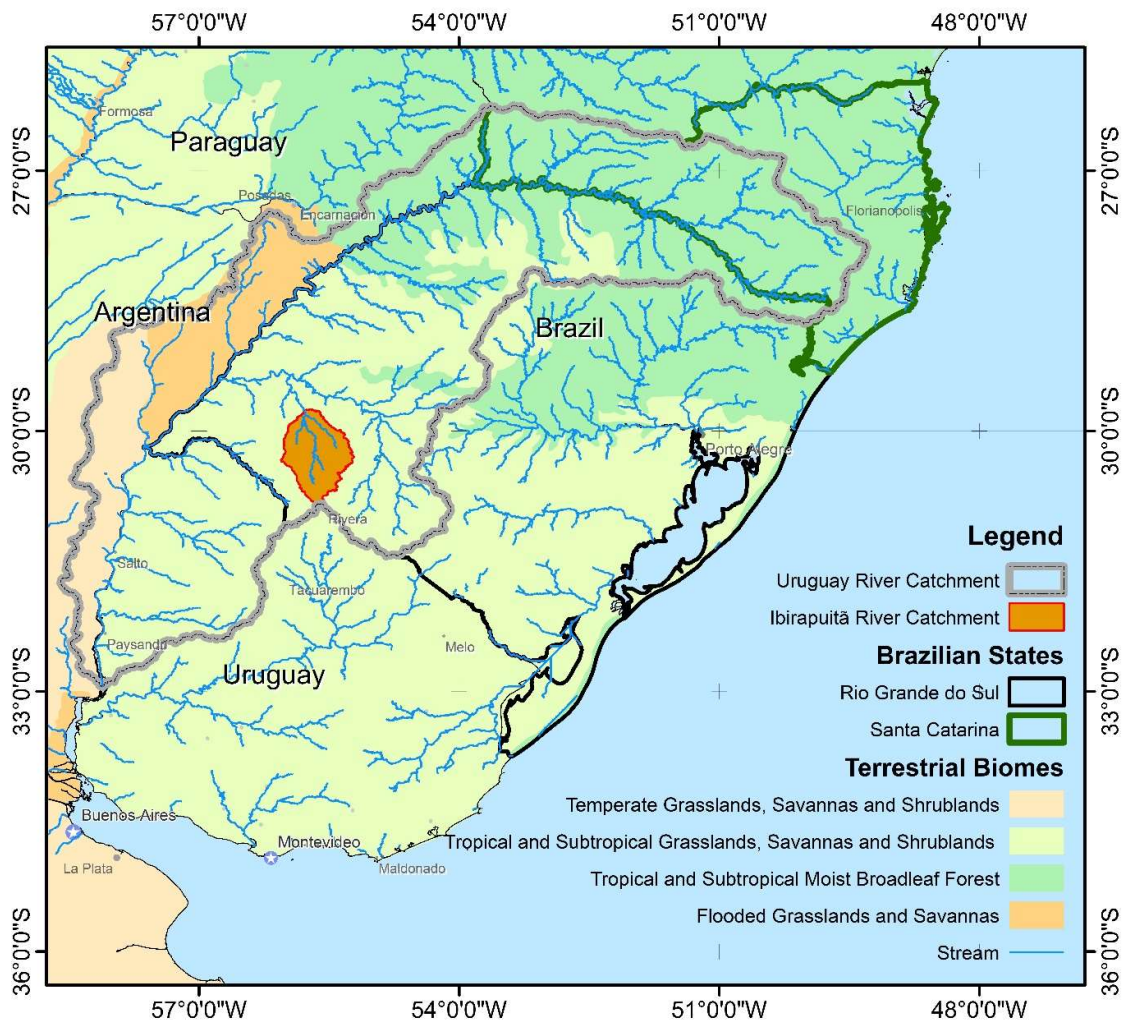 57°0'0"W 54°0'0"W 51°0'0"W 48°0'0"W
Formosa
Paraguay
27°0'0"S 27°0'0"S
Posadas
Encarnación
Florianopolis
Argentina
Brazil
30°0'0"S 30°0'0"S
Porto Alegre
Rivera
Legend
Salto
Uruguay River Catchment
Tacuarembo
Ibirapuitã River Catchment
Paysandu
Melo
Brazilian States
Uruguay
33°0'0"S 33°0'0"S
Rio Grande do Sul
Santa Catarina
Terrestrial Biomes
Temperate Grasslands, Savannas and Shrublands
Buenos Aires
Montevideo
Tropical and Subtropical Grasslands, Savannas and Shrublands
La Plata
Maldonado
Tropical and Subtropical Moist Broadleaf Forest
Flooded Grasslands and Savannas
Stream
36°0'0"S 36°0'0"S
57°0'0"W 54°0'0"W 51°0'0"W 48°0'0"W